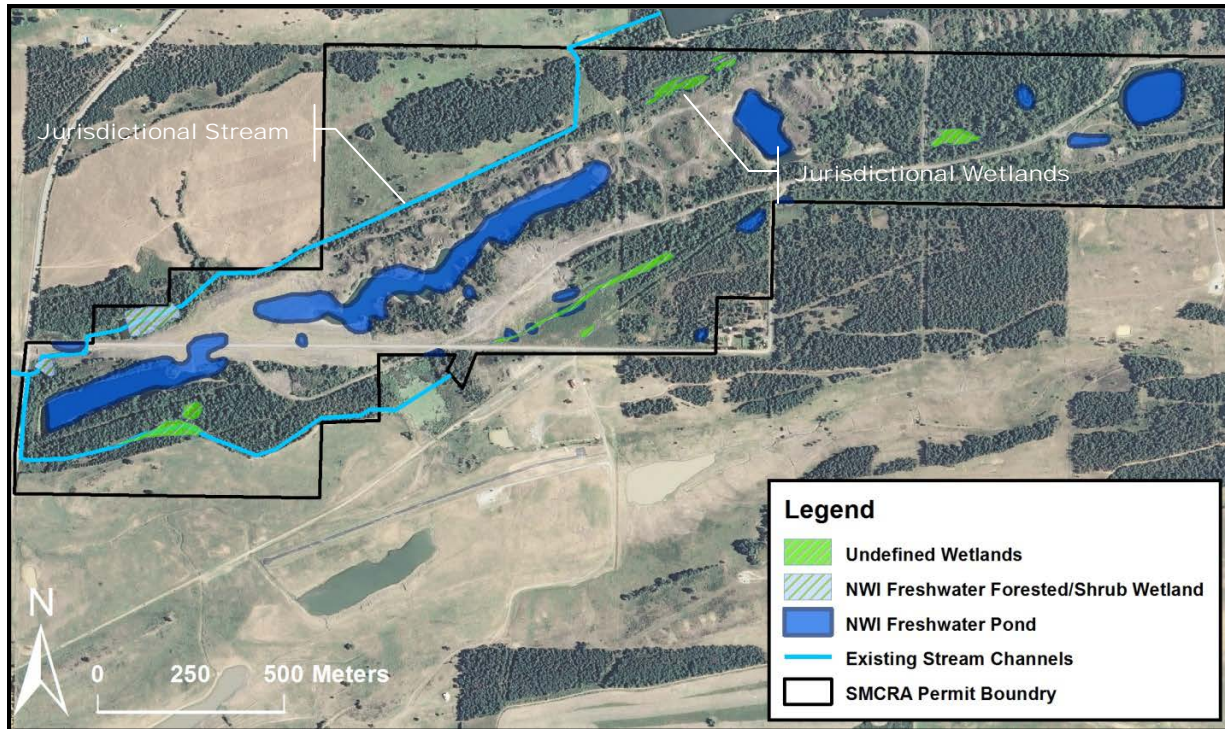 Jurisdictional Stream
Jurisdictional Wetlands
Legend
Undefined Wetlands
NWI Freshwater Forested/Shrub Wetland
NWI Freshwater Pond
Existing Stream Channels
SMCRA Permit Boundry
N
0 250 500 Meters